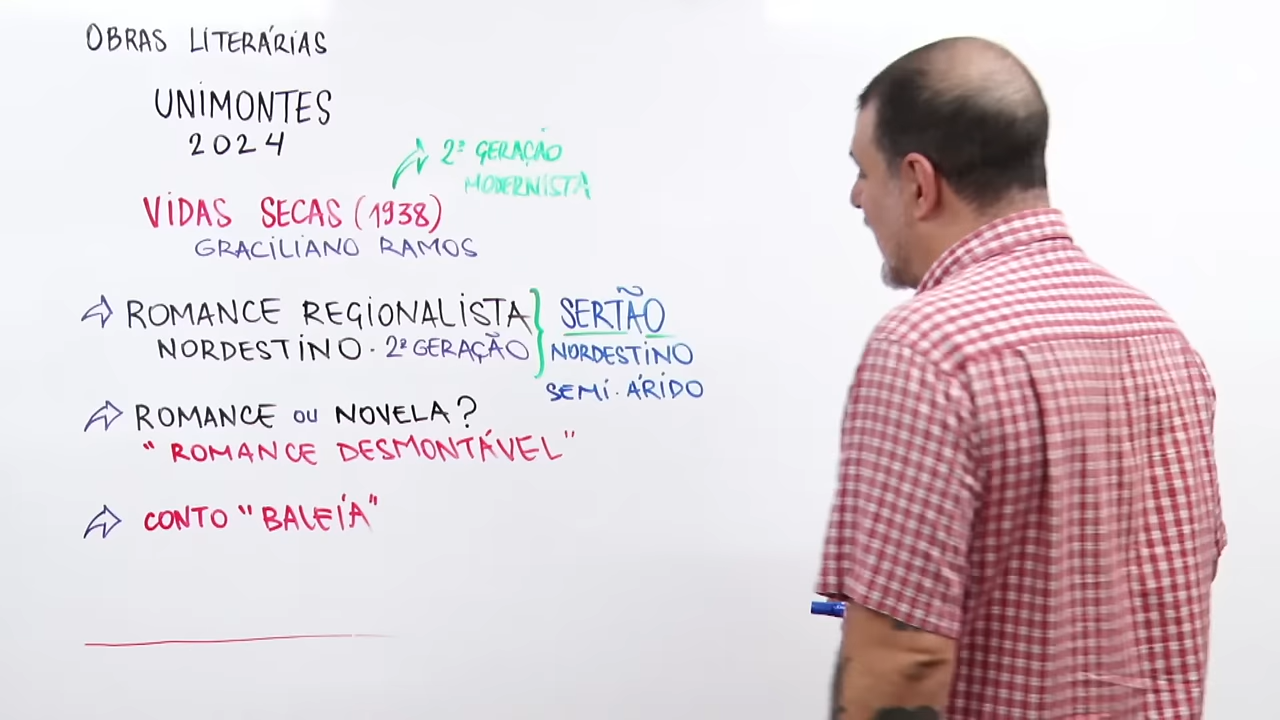 OBRAS LITERÁRIAS
UNIMONTES
2024
2ª GERAÇÃO
MODERNISTA
VIDAS SECAS (1938)
GRACILIANO RAMOS
ROMANCE REGIONALISTA
NORDESTINO · 2ª GERAÇÃO
SERTÃO
NORDESTINO
SEMI·ÁRIDO
ROMANCE OU NOVELA?
"ROMANCE DESMONTÁVEL"
CONTO "BALEIA"